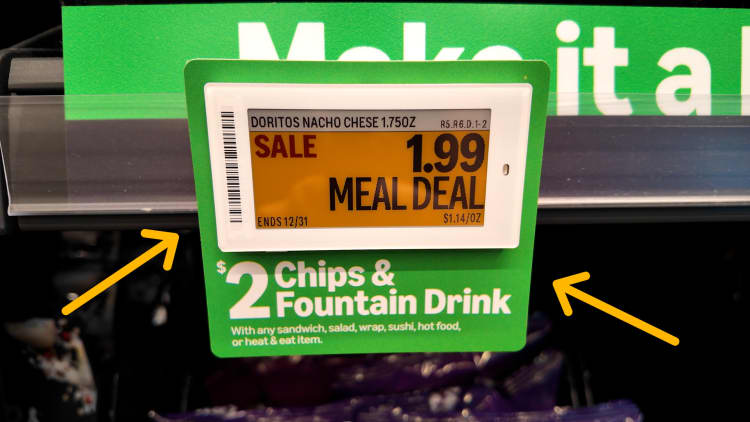 Make it a
DORITOS NACHO CHESE 1.75OZ R5.R6.D.1-2
SALE 1.99
MEAL DEAL
ENDS 12/31 $1.14/OZ
$2 Chips &
Fountain Drink
With any sandwich, salad, wrap, sushi, hot food,
or heat & eat item.